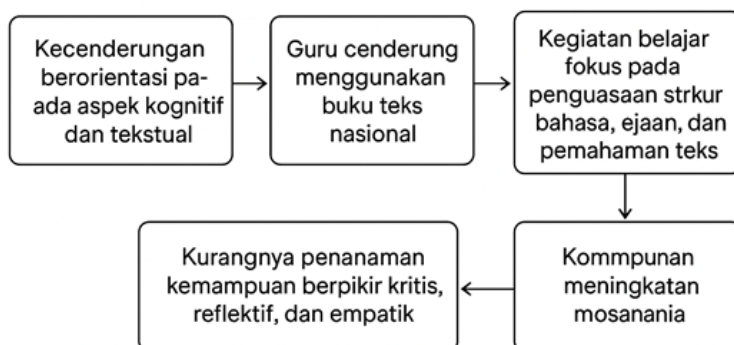 Kecenderungan
berorientasi pa-
ada aspek kognitif
dan tekstual
Guru cenderung
menggunakan
buku teks
nasional
Kegiatan belajar
fokus pada
penguasaan strkur
bahasa, ejaan, dan
pemahaman teks
Kommpunan
meningkatan
mosanania
Kurangnya penanaman
kemampuan berpikir kritis,
reflektif, dan empatik